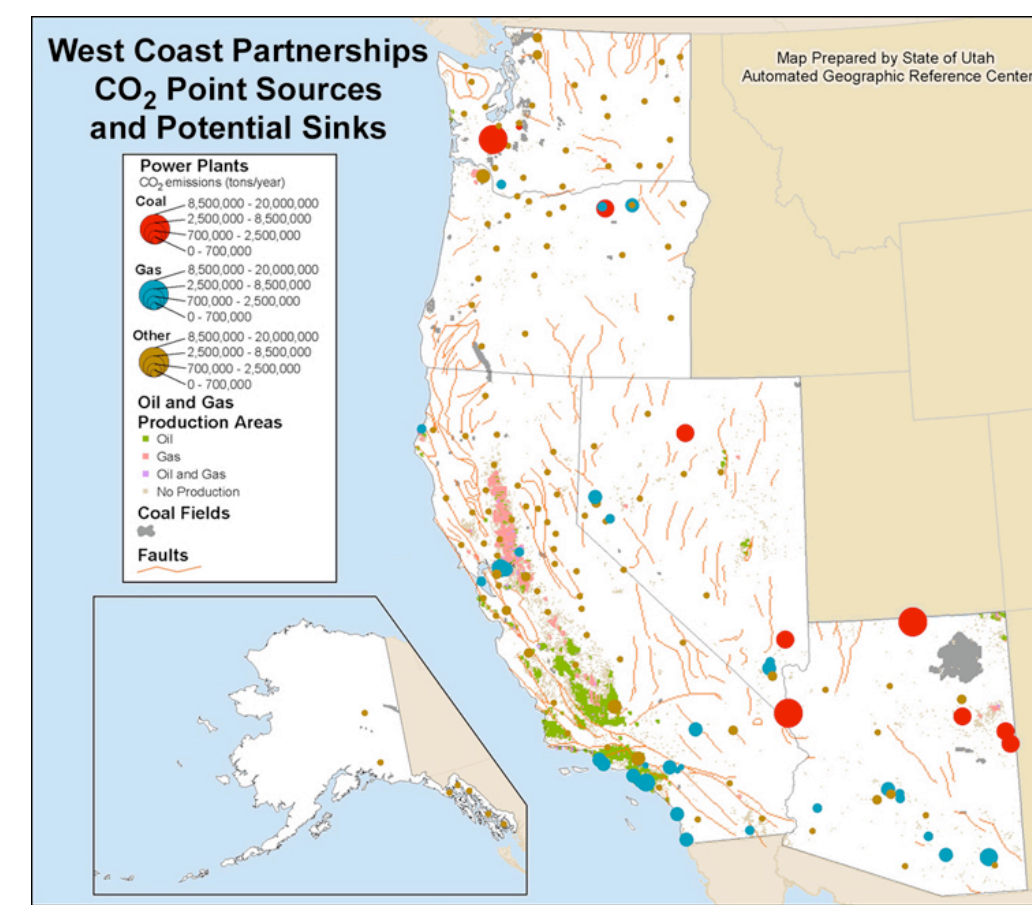 West Coast Partnerships
CO2 Point Sources
and Potential Sinks
Map Prepared by State of Utah
Automated Geographic Reference Center
Power Plants
CO2 emissions (tons/year)
Coal
8,500,000 - 20,000,000
2,500,000 - 8,500,000
700,000 - 2,500,000
0 - 700,000
Gas
8,500,000 - 20,000,000
2,500,000 - 8,500,000
700,000 - 2,500,000
0 - 700,000
Other
8,500,000 - 20,000,000
2,500,000 - 8,500,000
700,000 - 2,500,000
0 - 700,000
Oil and Gas
Production Areas
Oil
Gas
Oil and Gas
No Production
Coal Fields
Faults